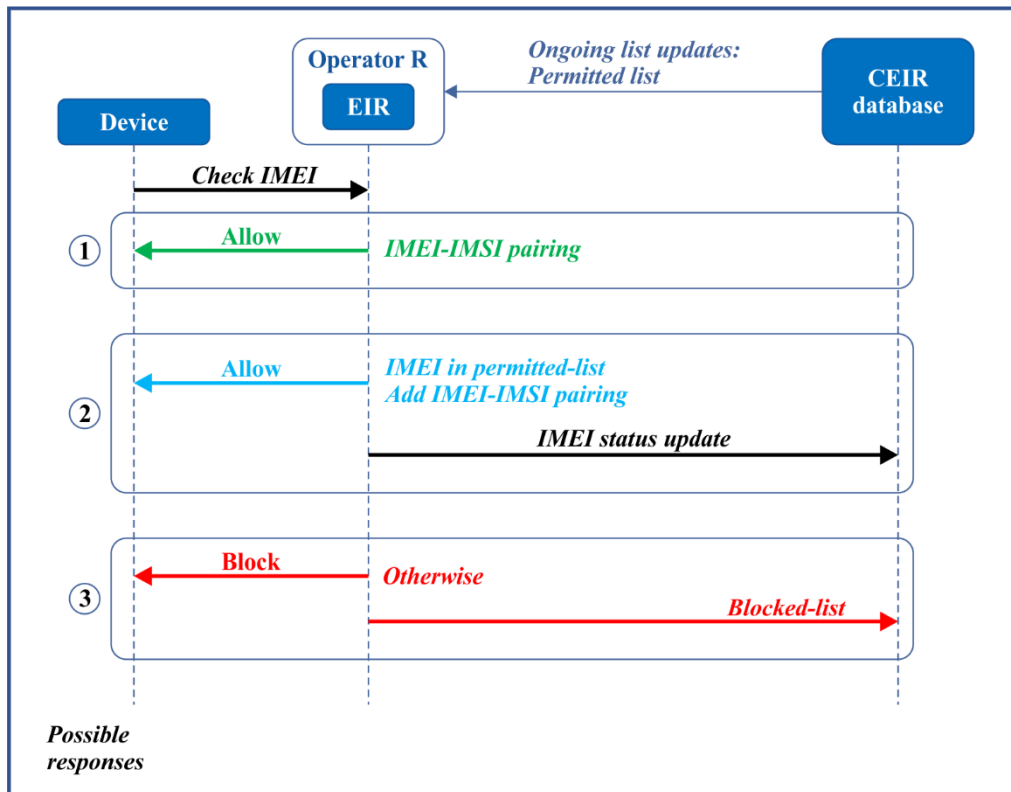 Operator R
EIR
Ongoing list updates:
Permitted list
CEIR
database
Device
Check IMEI
1
Allow
IMEI-IMSI pairing
2
Allow
IMEI in permitted-list
Add IMEI-IMSI pairing
IMEI status update
3
Block
Otherwise
Blocked-list
Possible
responses